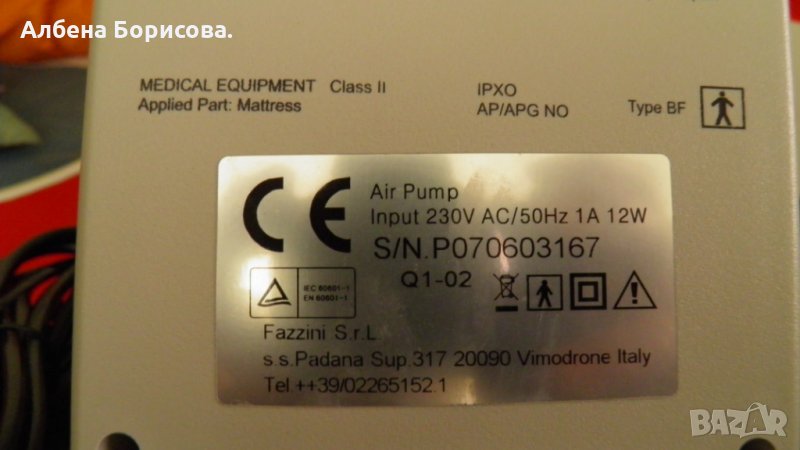 Албена Борисова.
MEDICAL EQUIPMENT Class II IPXO
Applied Part: Mattress AP/APG NO Type BF
CE Air Pump
Input 230V AC/50Hz 1A 12W
S/N.P070603167
Q1-02
IEC 60601-1
EN 60601-1
Fazzini S.r.L.
s.s.Padana Sup.317 20090 Vimodrone Italy
Tel.++39/02265152.1
BAZAR